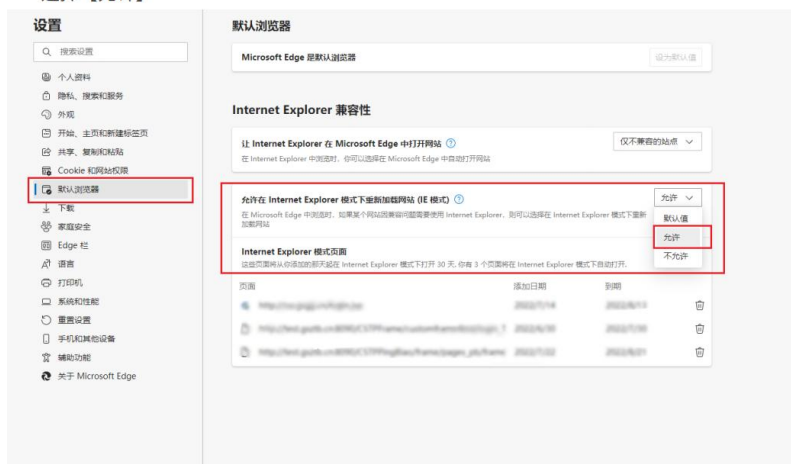 设置
搜索设置
个人资料
隐私、搜索和服务
外观
开始、主页和新建标签页
共享、复制和粘贴
Cookie 和网站权限
默认浏览器
下载
家庭安全
Edge 栏
语言
打印机
系统和性能
重置设置
手机和其他设备
辅助功能
关于 Microsoft Edge
默认浏览器
Microsoft Edge 是默认浏览器
设为默认值
Internet Explorer 兼容性
让 Internet Explorer 在 Microsoft Edge 中打开网站
仅不兼容的站点
在 Internet Explorer 中浏览时，你可以选择在 Microsoft Edge 中自动打开网站
允许在 Internet Explorer 模式下重新加载网站 (IE 模式)
允许
在 Microsoft Edge 中浏览时，如果某个网站因兼容问题需要使用 Internet Explorer，则可以选择在 Internet Explorer 模式下重新
加载网站
默认值
允许
不允许
Internet Explorer 模式页面
这些页面将从你添加的那天起在 Internet Explorer 模式下打开 30 天。你有 3 个页面将在 Internet Explorer 模式下自动打开。
页面
添加日期
到期